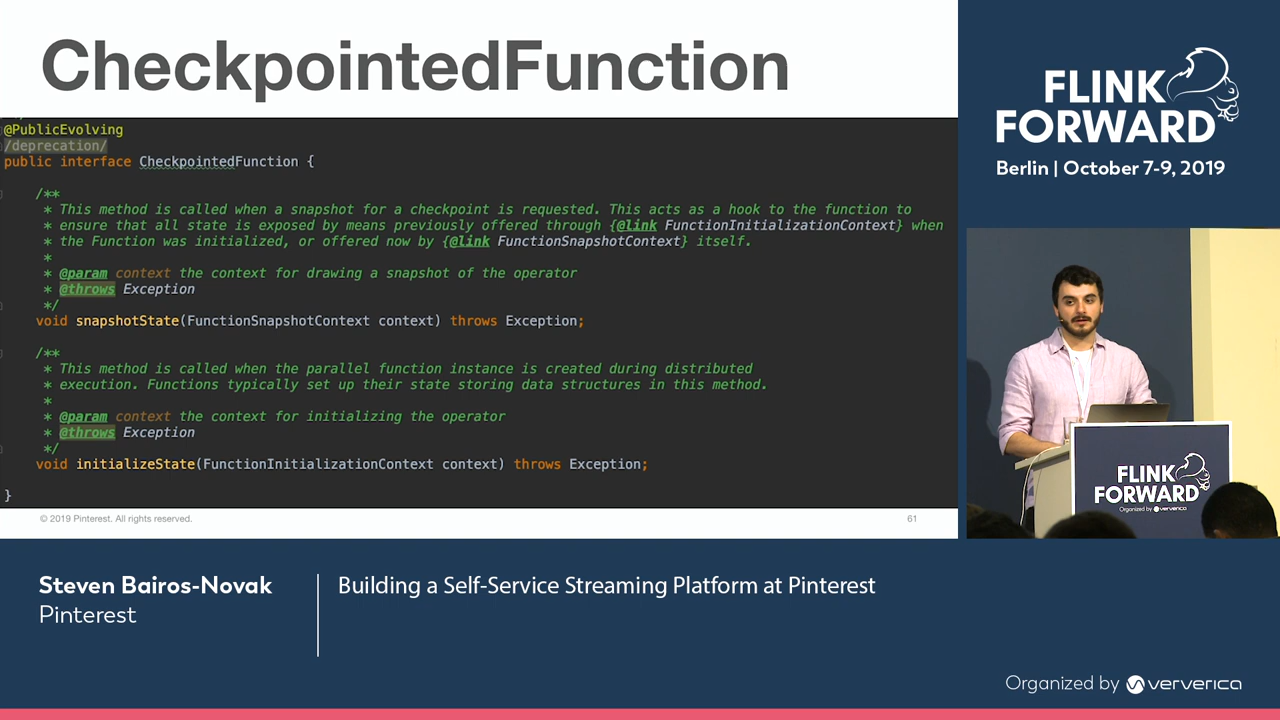 CheckpointedFunction
@PublicEvolving
/deprecation/
public interface CheckpointedFunction {
/**
* This method is called when a snapshot for a checkpoint is requested. This acts as a hook to the function to
* ensure that all state is exposed by means previously offered through {@link FunctionInitializationContext} when
* the Function was initialized, or offered now by {@link FunctionSnapshotContext} itself.
*
* @param context the context for drawing a snapshot of the operator
* @throws Exception
*/
void snapshotState(FunctionSnapshotContext context) throws Exception;
/**
* This method is called when the parallel function instance is created during distributed
* execution. Functions typically set up their state storing data structures in this method.
*
* @param context the context for initializing the operator
* @throws Exception
*/
void initializeState(FunctionInitializationContext context) throws Exception;
}
© 2019 Pinterest. All rights reserved.
61
FLINK
FORWARD
Berlin | October 7-9, 2019
FLINK
FORWARD
Organized by ververica
Steven Bairos-Novak
Pinterest
Building a Self-Service Streaming Platform at Pinterest
Organized by ververica